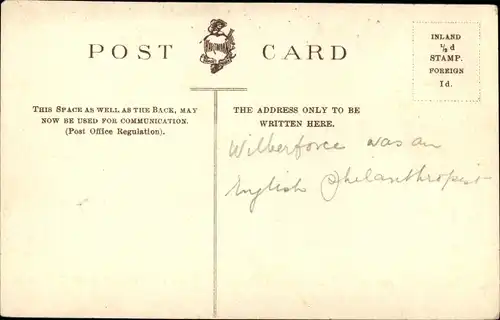 POST CARD
INLAND
½d
STAMP.
FOREIGN
1d.
THIS SPACE AS WELL AS THE BACK, MAY
NOW BE USED FOR COMMUNICATION.
(Post Office Regulation).
THE ADDRESS ONLY TO BE
WRITTEN HERE.
Wilberforce was an
English Philanthropist